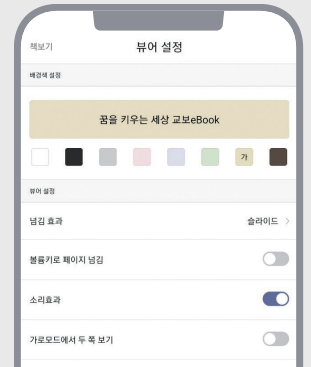 책보기
뷰어 설정
배경색 설정
꿈을 키우는 세상 교보eBook
가
뷰어 설정
넘김 효과
슬라이드
볼륨키로 페이지 넘김
소리효과
가로모드에서 두 쪽 보기